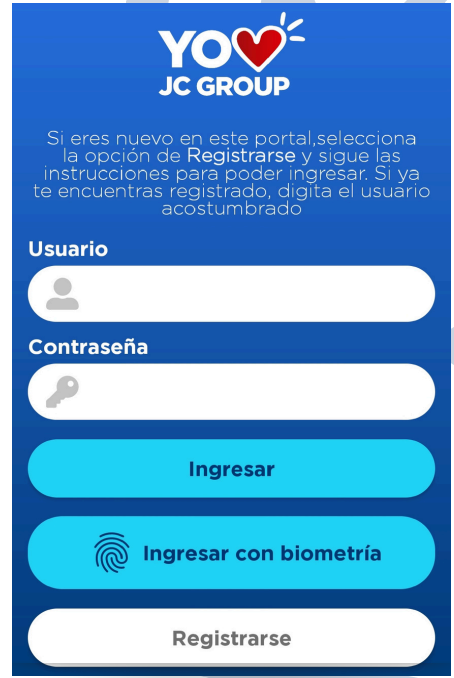 YO
JC GROUP
Si eres nuevo en este portal,selecciona
la opción de Registrarse y sigue las
instrucciones para poder ingresar. Si ya
te encuentras registrado, digita el usuario
acostumbrado
Usuario
Contraseña
Ingresar
Ingresar con biometría
Registrarse